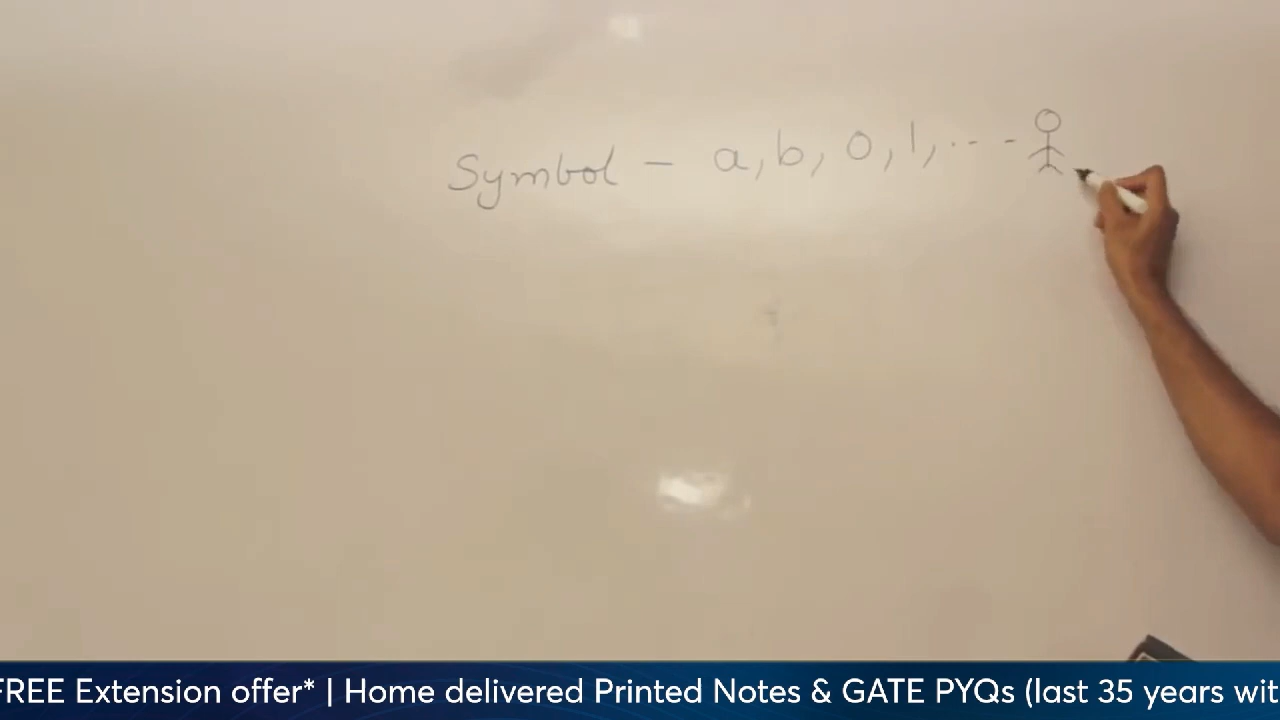 Symbol – a, b, 0, 1, ...--
FREE Extension offer* | Home delivered Printed Notes & GATE PYQs (last 35 years wit